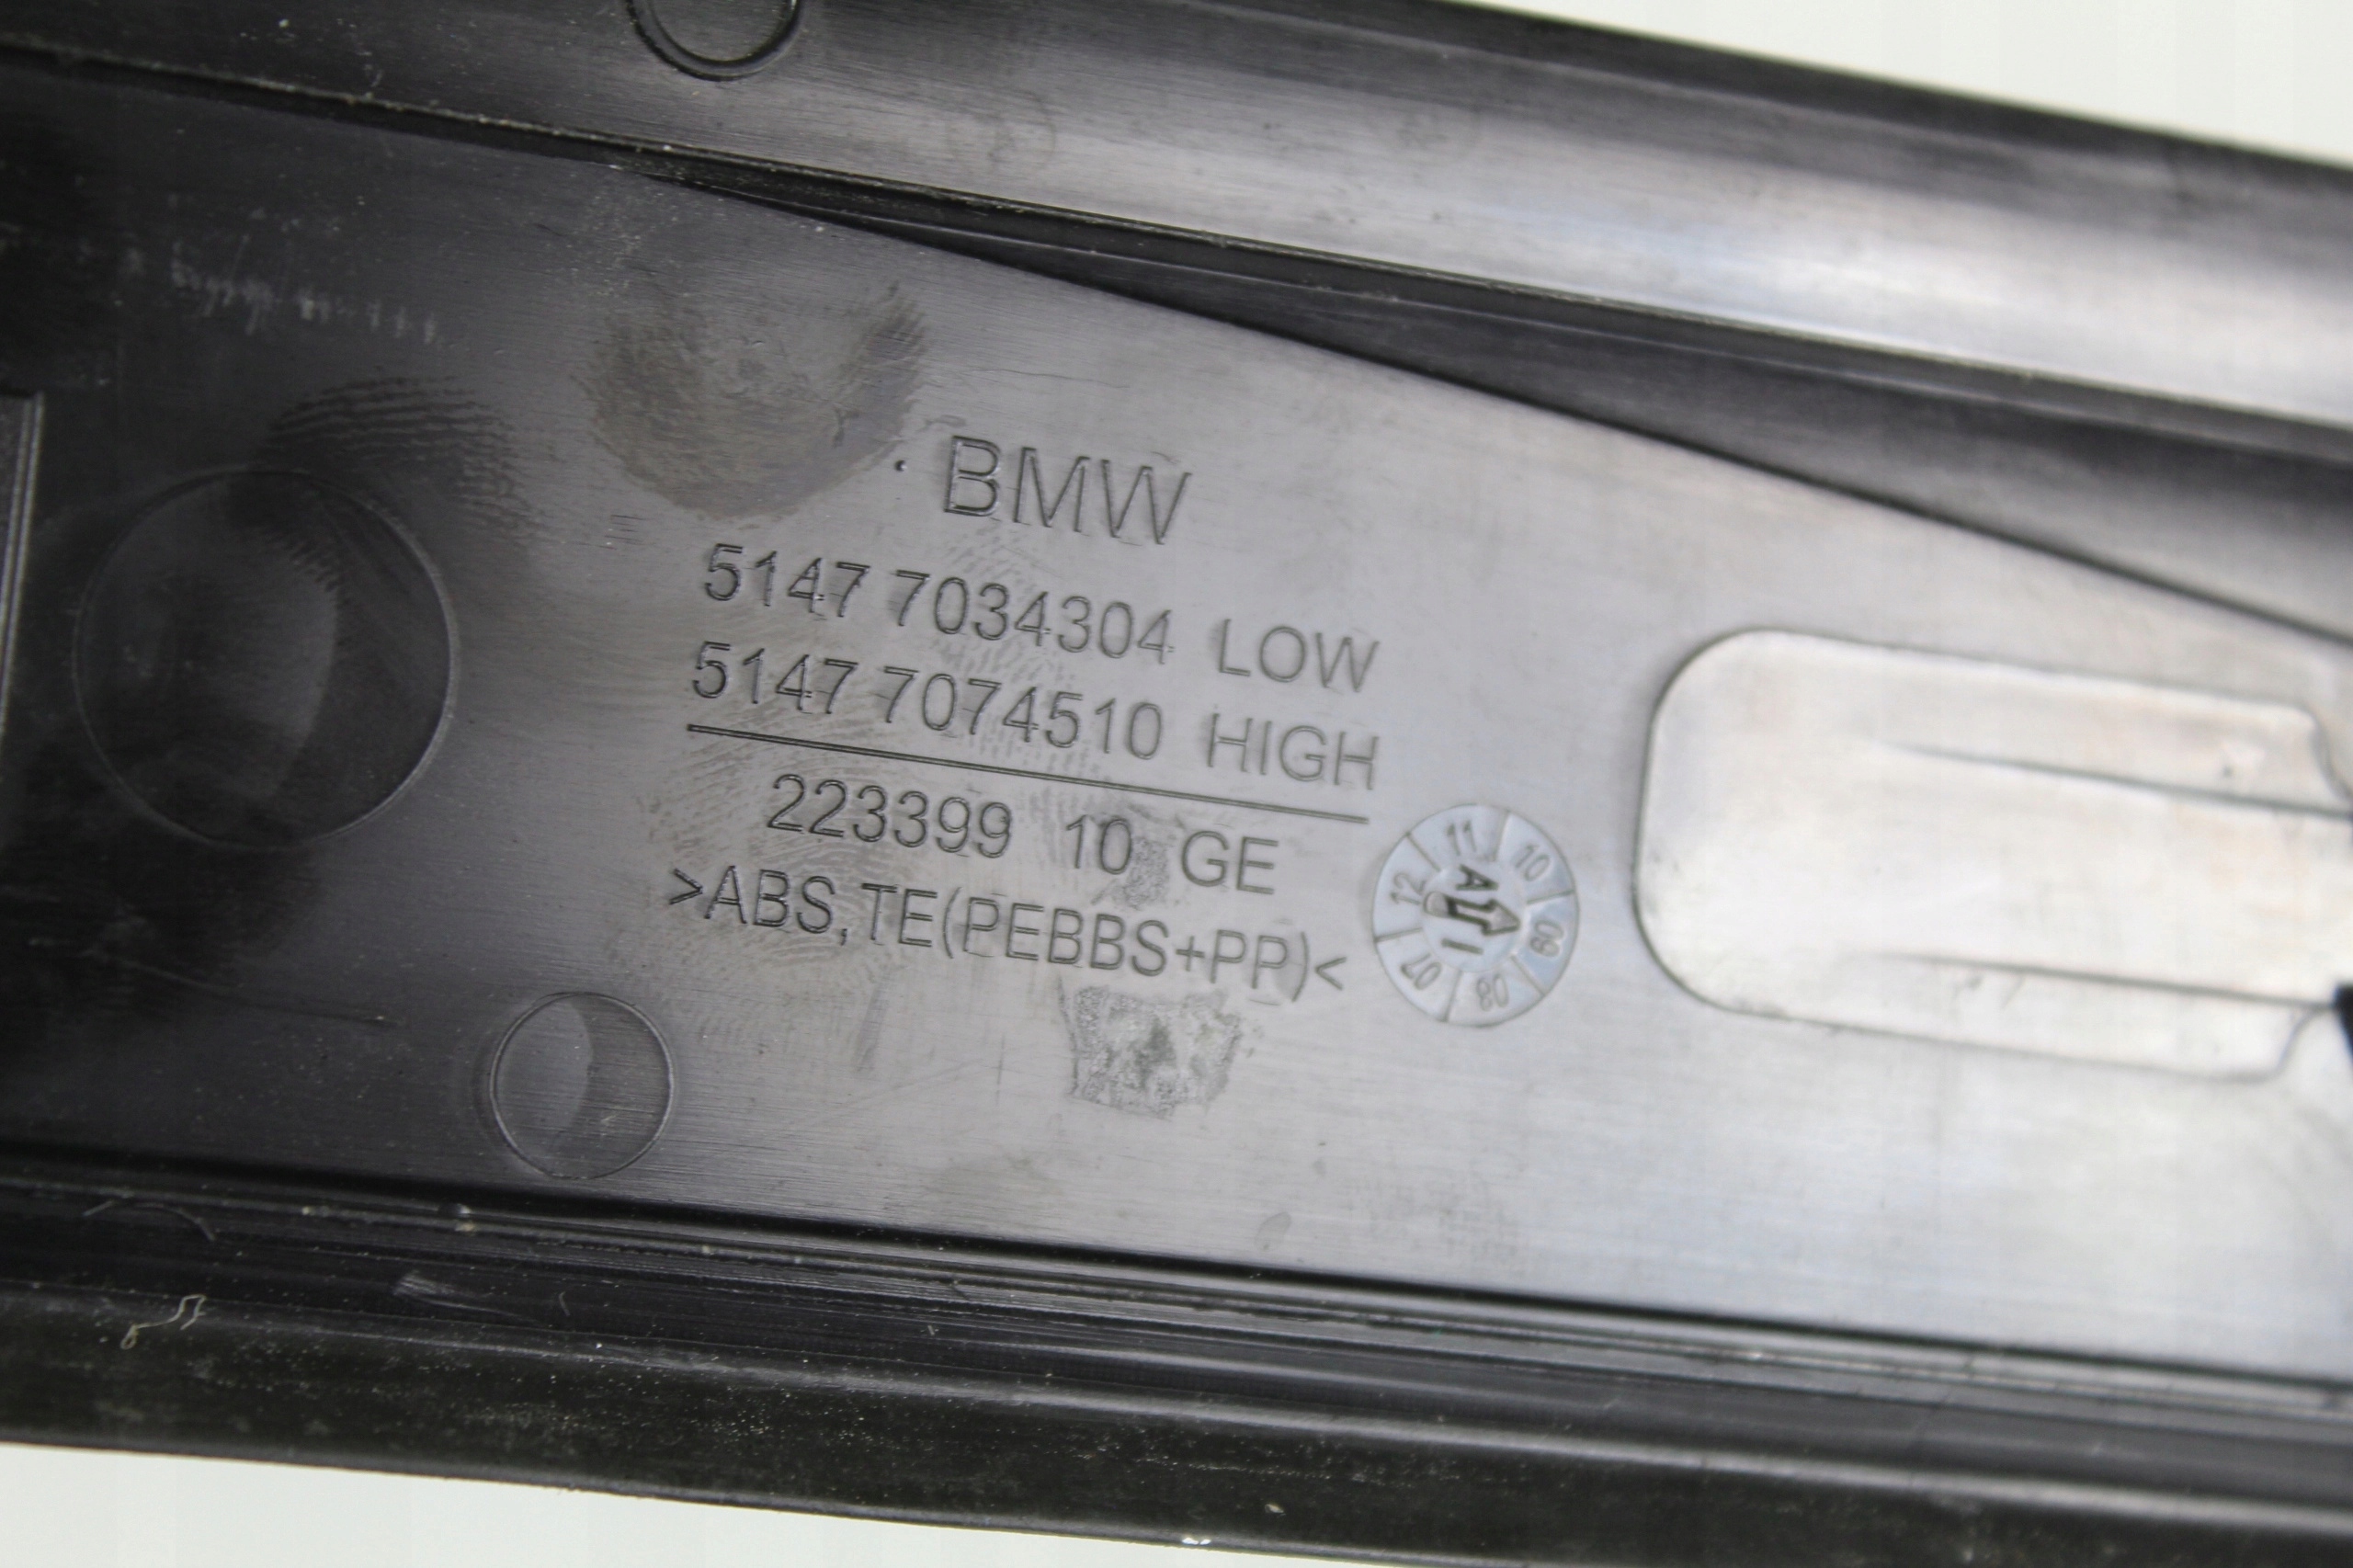 BMW
5147 7034304 LOW
5147 7074510 HIGH
223399 10 GE
>ABS,TE(PEBBS+PP)<
12 11 10 09 08 07
A